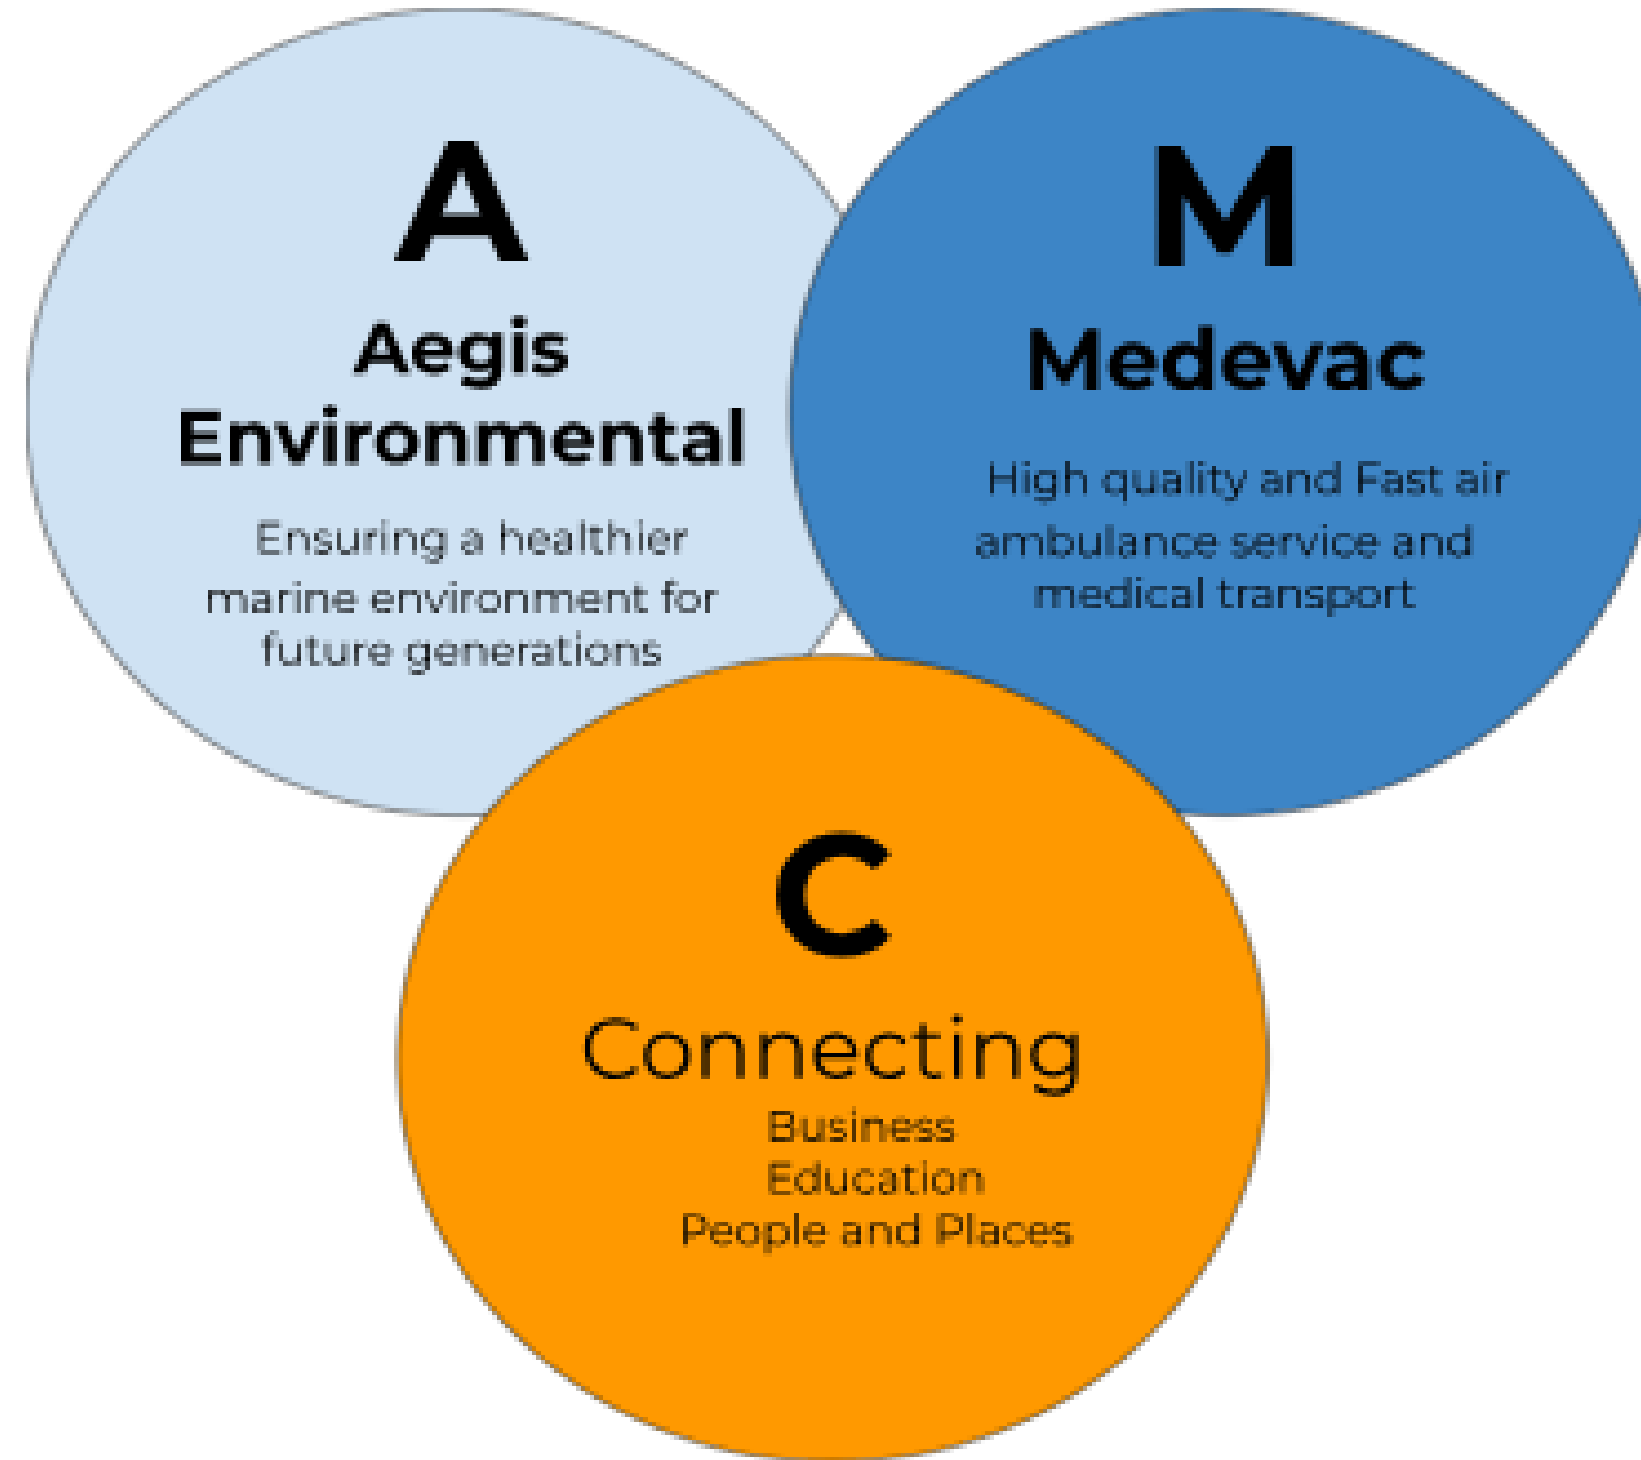 A
Aegis
Environmental
Ensuring a healthier
marine environment for
future generations
M
Medevac
High quality and Fast air
ambulance service and
medical transport
C
Connecting
Business
Education
People and Places